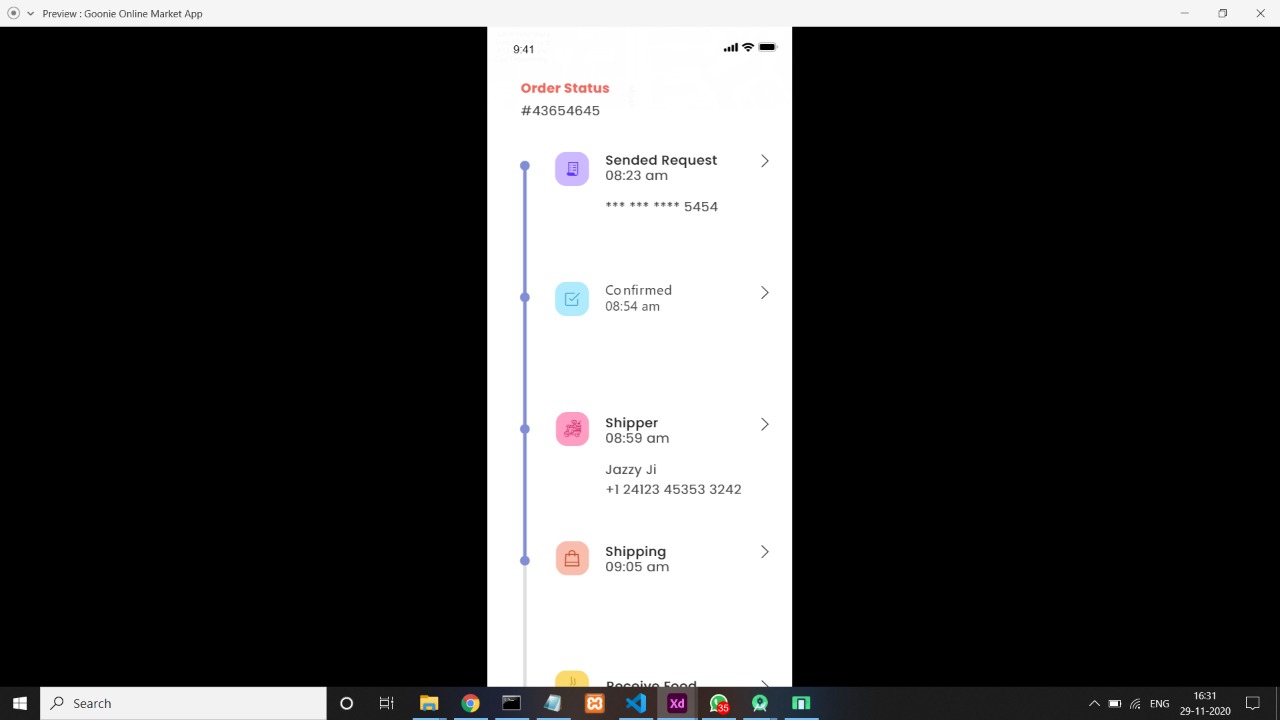 Preview : Goonie Online Market App
9:41
Order Status
#43654645
Sended Request
08:23 am
*** *** **** 5454
Confirmed
08:54 am
Shipper
08:59 am
Jazzy Ji
+1 24123 45353 3242
Shipping
09:05 am
Receive Food
Search
Xd
35
ENG
16:31
29-11-2020